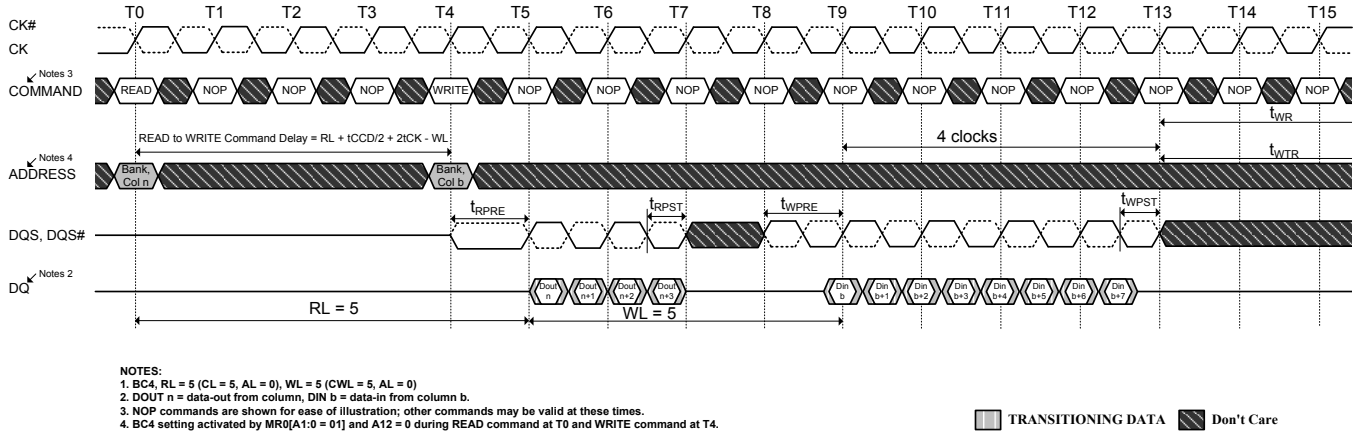 T0 T1 T2 T3 T4 T5 T6 T7 T8 T9 T10 T11 T12 T13 T14 T15
CK#
CK
Notes 3
COMMAND READ NOP NOP NOP WRITE NOP NOP NOP NOP NOP NOP NOP NOP NOP NOP NOP
tWR
READ to WRITE Command Delay = RL + tCCD/2 + 2tCK - WL
4 clocks
tWTR
Notes 4
ADDRESS Bank, Col n Bank, Col b
tRPRE tRPST tWPRE tWPST
DQS, DQS#
Notes 2
DQ Dout n Dout n+1 Dout n+2 Dout n+3 Din b Din b+1 Din b+2 Din b+3 Din b+4 Din b+5 Din b+6 Din b+7
RL = 5 WL = 5
NOTES:
1. BC4, RL = 5 (CL = 5, AL = 0), WL = 5 (CWL = 5, AL = 0)
2. DOUT n = data-out from column, DIN b = data-in from column b.
3. NOP commands are shown for ease of illustration; other commands may be valid at these times.
4. BC4 setting activated by MR0[A1:0 = 01] and A12 = 0 during READ command at T0 and WRITE command at T4.
TRANSITIONING DATA Don't Care